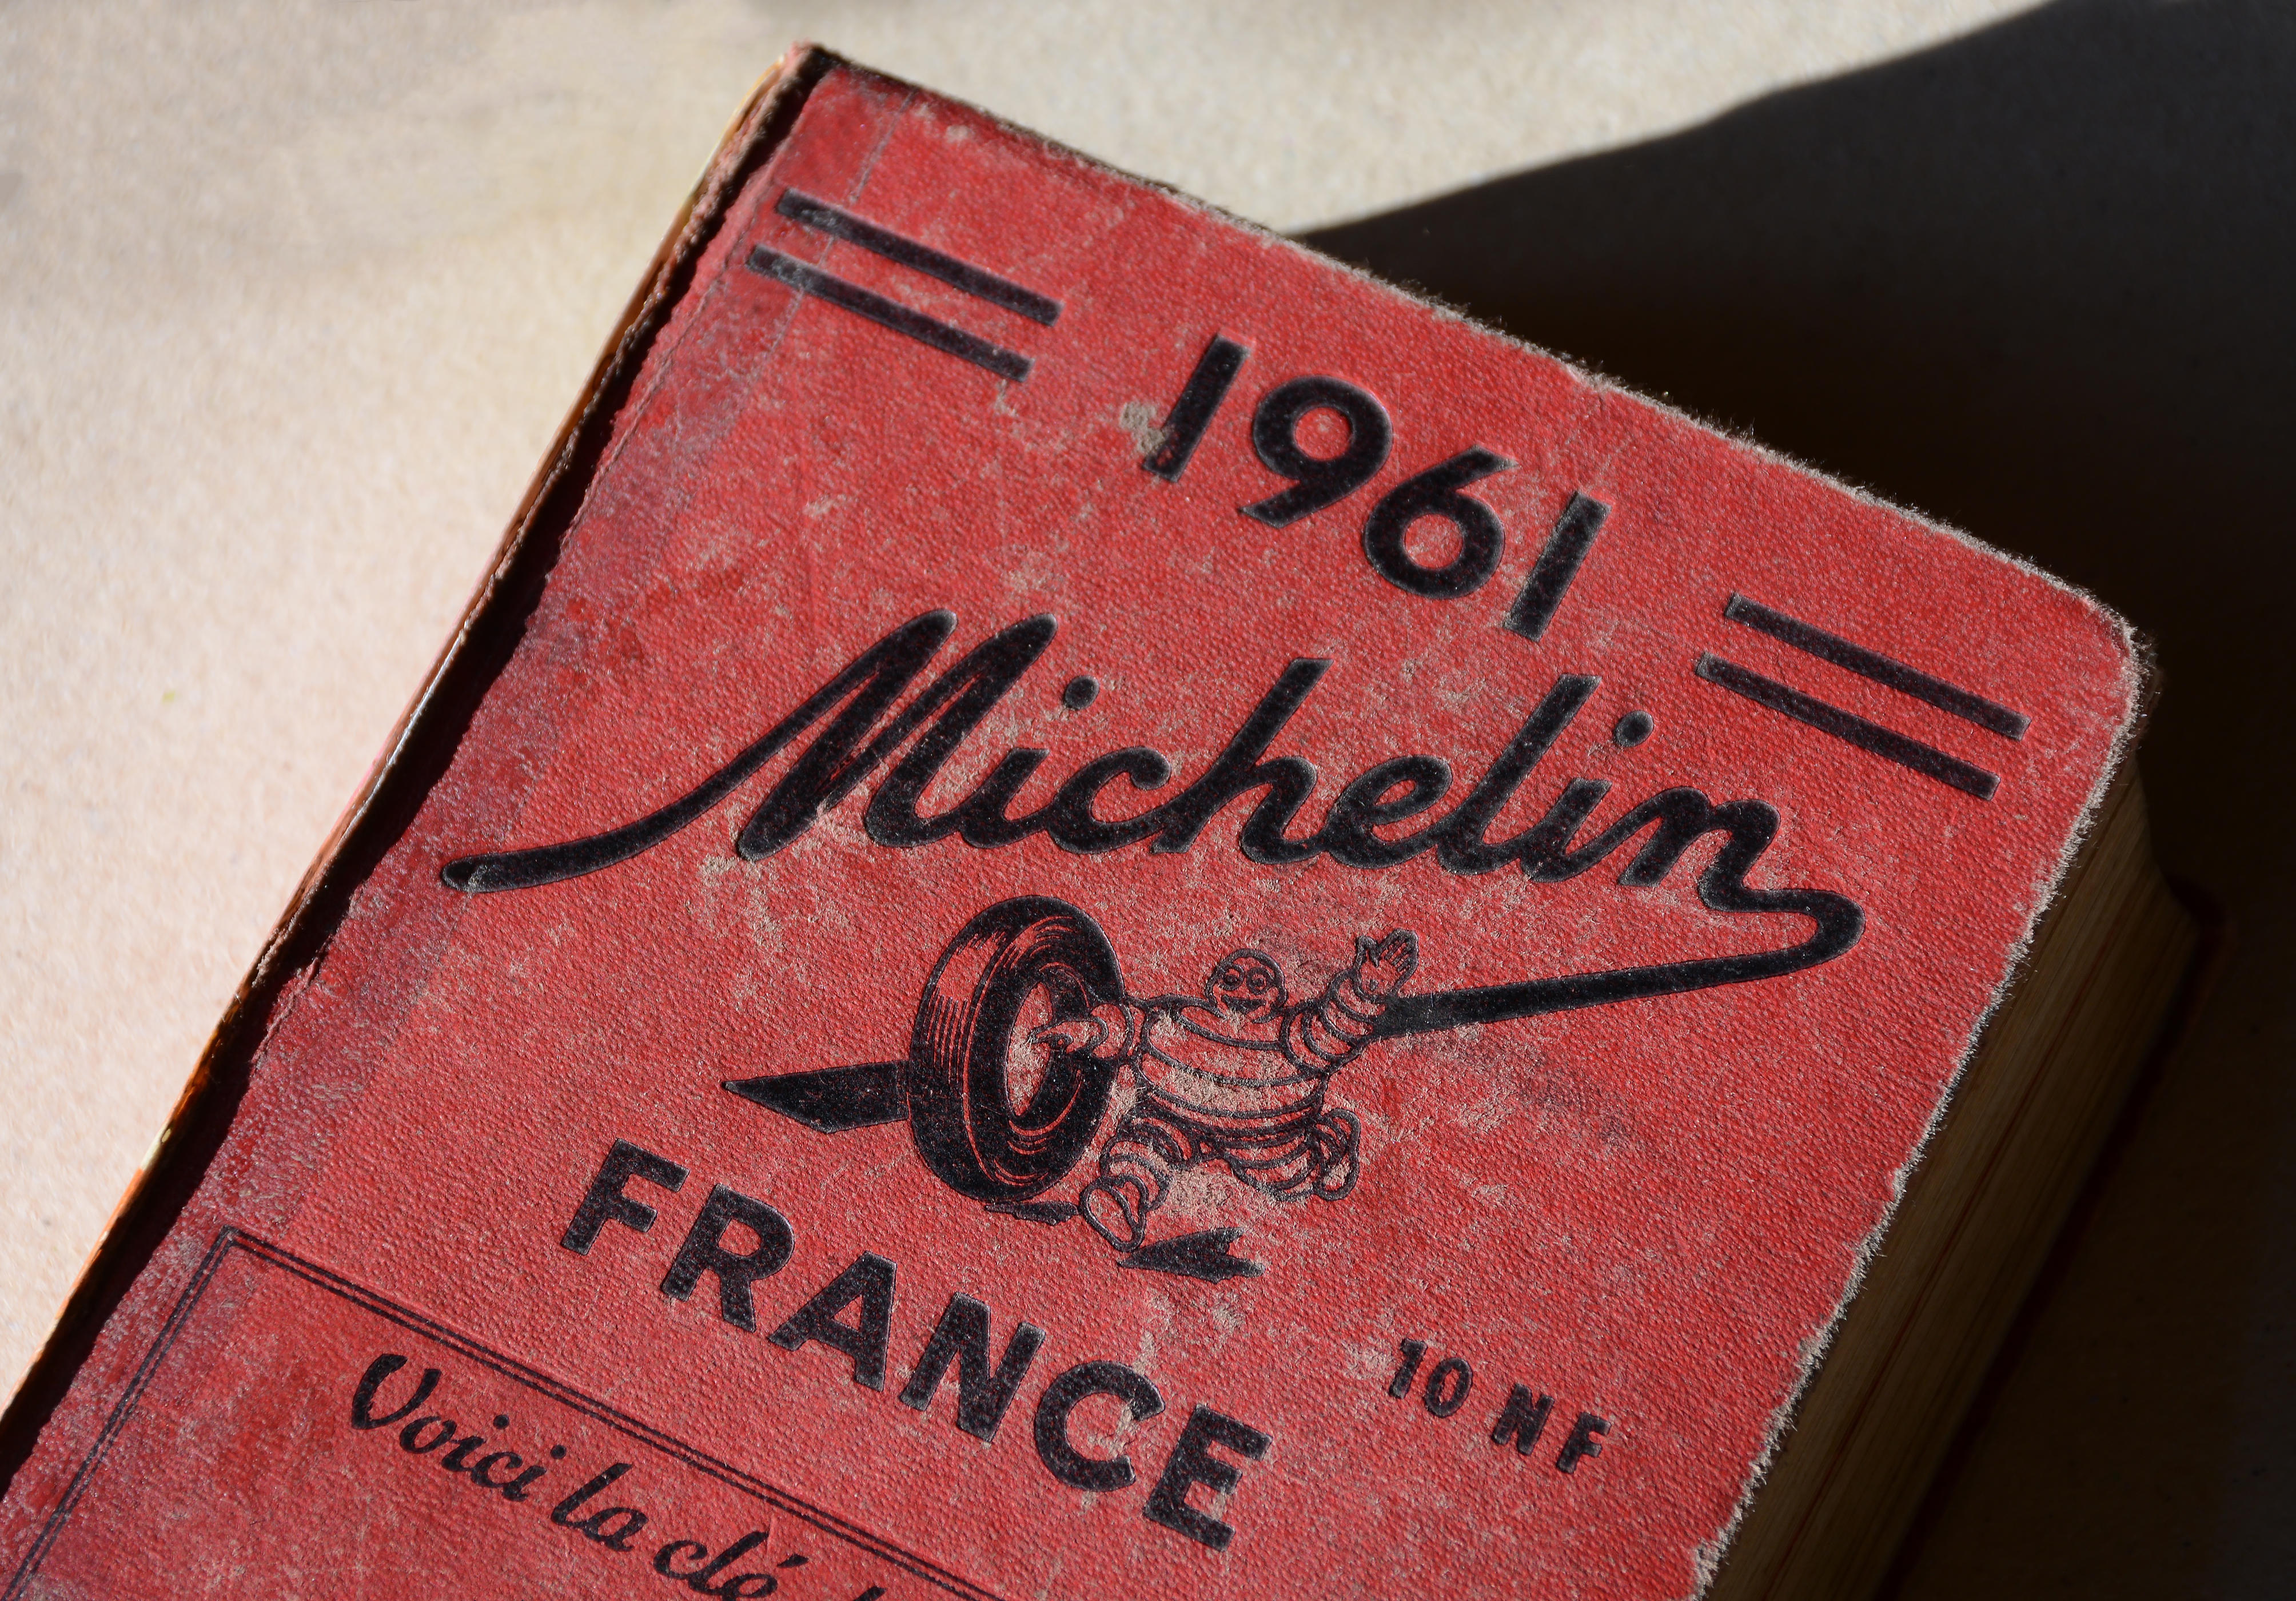 1961
Michelin
FRANCE
10 NF
Voici la clé